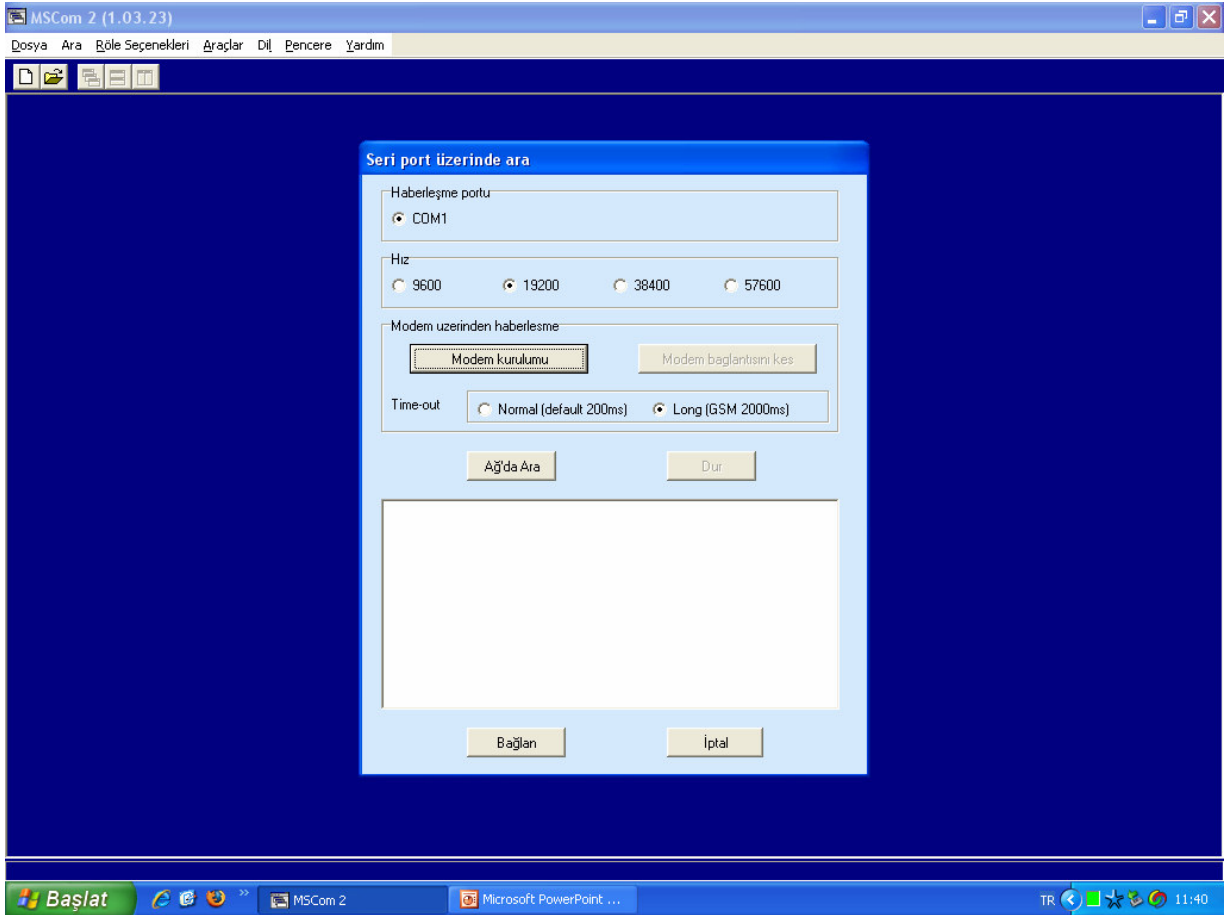 MSCom 2 (1.03.23)
Dosya Ara Röle Seçenekleri Araçlar Dil Pencere Yardım
Seri port üzerinde ara
Haberleşme portu
COM1
Hız
9600 19200 38400 57600
Modem uzerinden haberlesme
Modem kurulumu Modem baglantısını kes
Time-out Normal (default 200ms) Long (GSM 2000ms)
Ağ'da Ara Dur
Bağlan İptal
Başlat MSCom 2 Microsoft PowerPoint ... TR 11:40